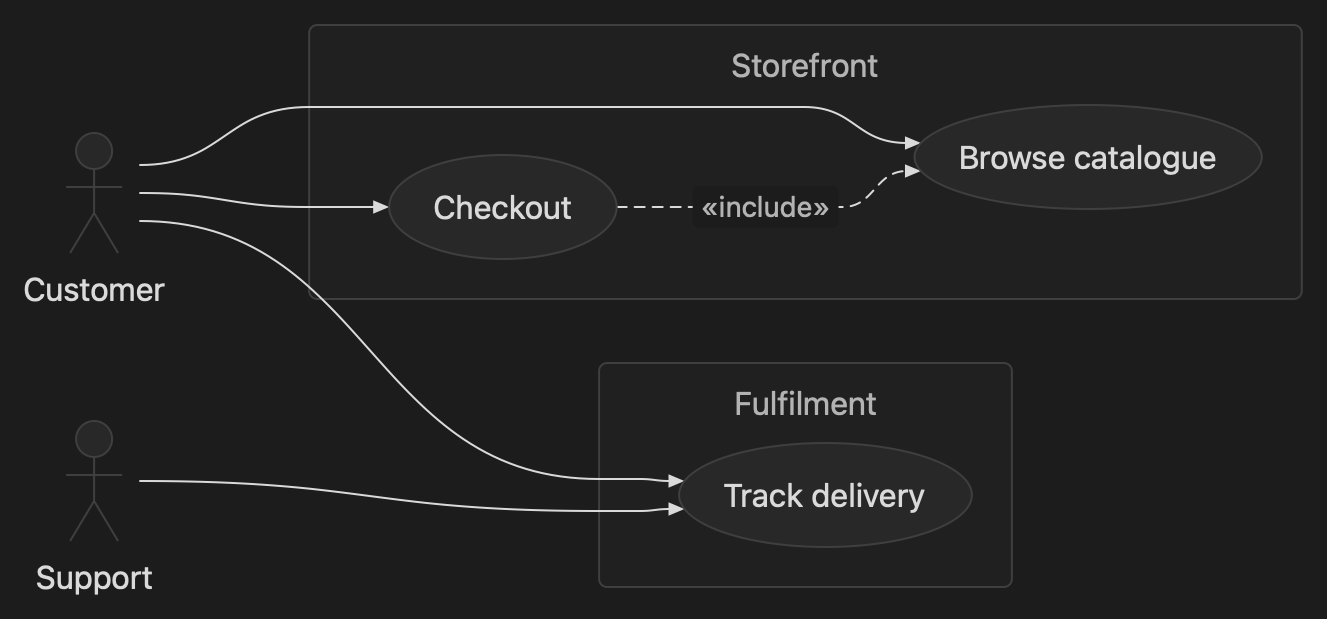 Storefront
Browse catalogue
Checkout
«include»
Customer
Fulfilment
Track delivery
Support